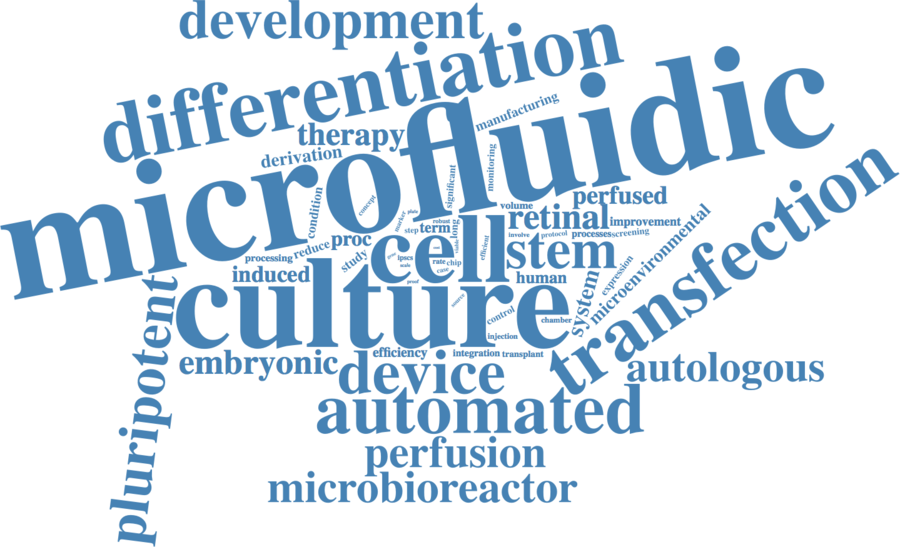 development
differentiation
microfluidic
therapy
manufacturing
derivation
monitoring
significant
condition
concept
perfused
volume
retinal
improvement
marker
plate
robust
step
term
long
viable
efficient
involve
protocol
processes
screening
proc
reduce
processing
study
cell
stem
ipscs
rate
chip
scale
case
proof
induced
human
source
system
expression
microenvironmental
transfection
culture
control
chamber
injection
pluripotent
embryonic
efficiency
integration
transplant
device
autologous
automated
perfusion
microbioreactor